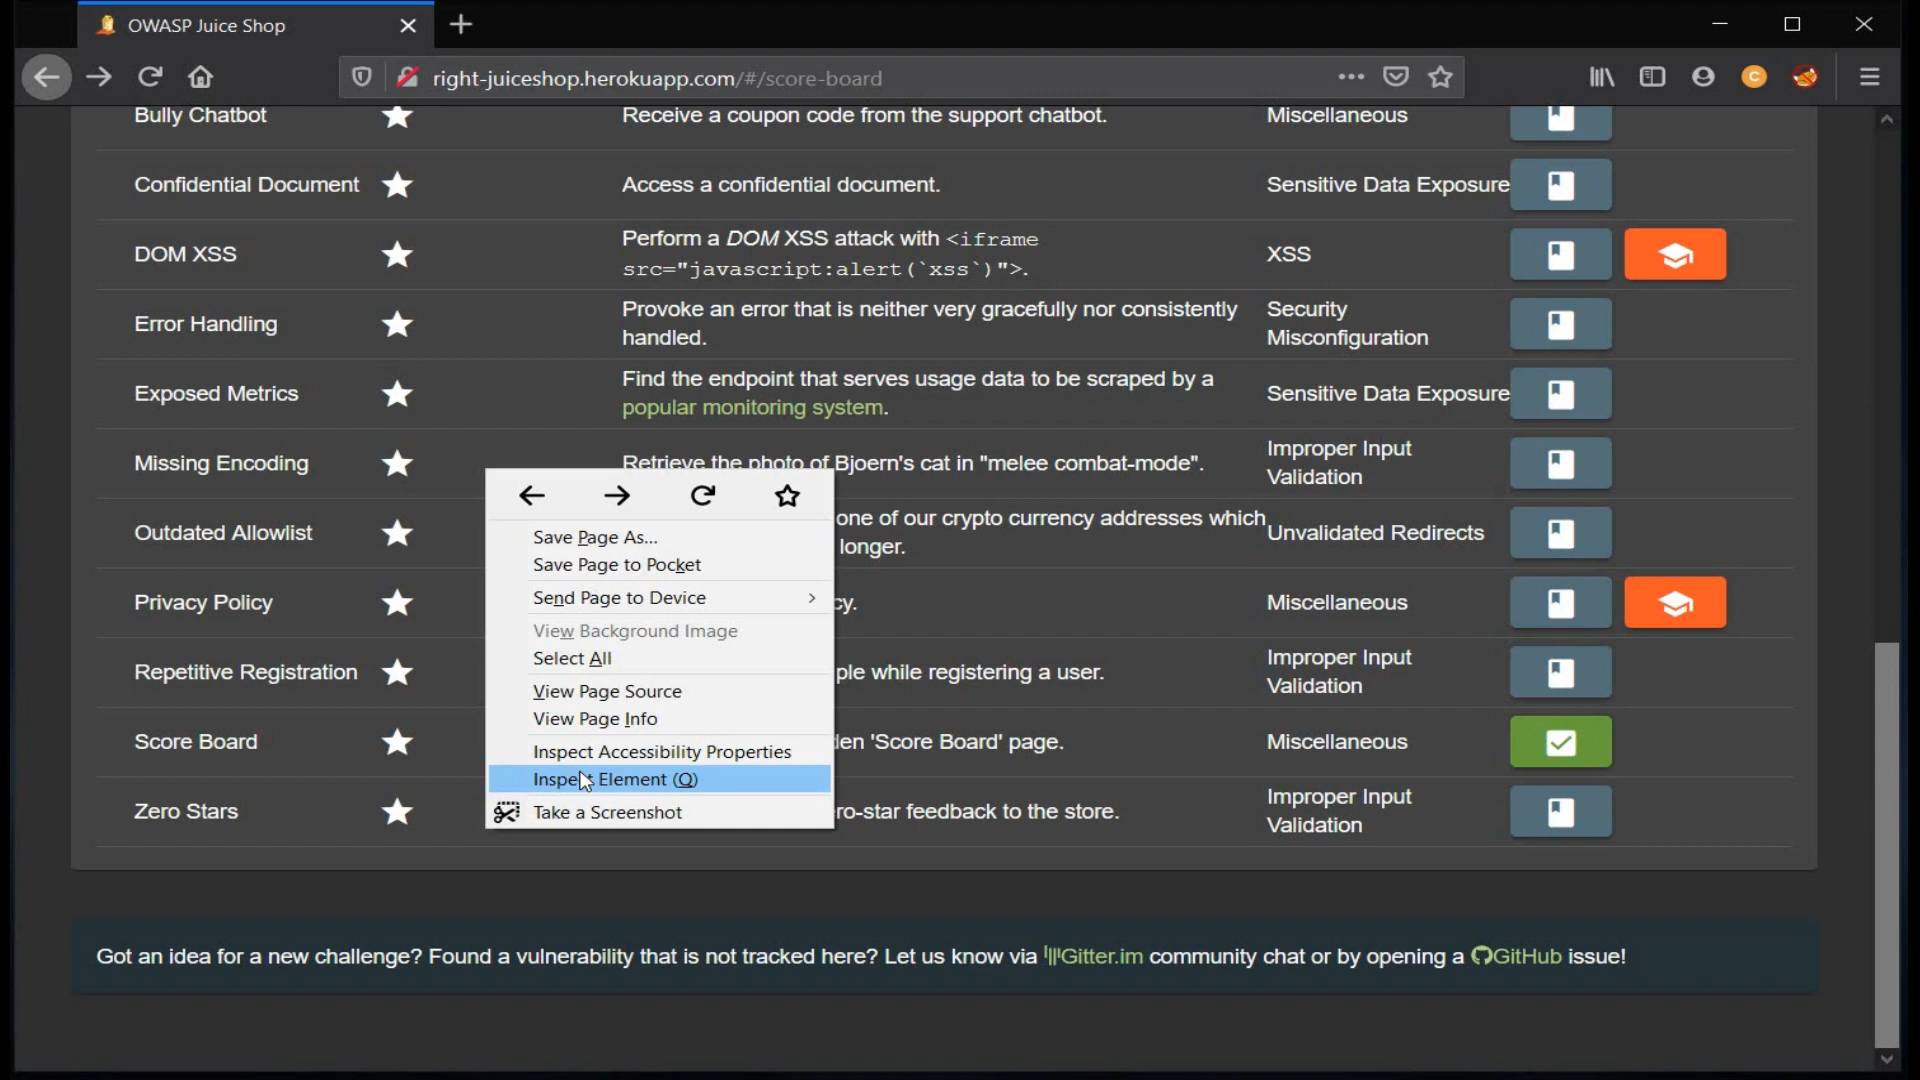 OWASP Juice Shop
right-juiceshop.herokuapp.com/#/score-board
Bully Chatbot Receive a coupon code from the support chatbot. Miscellaneous
Confidential Document Access a confidential document. Sensitive Data Exposure
DOM XSS Perform a DOM XSS attack with <iframe
src="javascript:alert(`xss`)">. XSS
Error Handling Provoke an error that is neither very gracefully nor consistently
handled. Security
Misconfiguration
Exposed Metrics Find the endpoint that serves usage data to be scraped by a
popular monitoring system. Sensitive Data Exposure
Missing Encoding Retrieve the photo of Bjoern's cat in "melee combat-mode". Improper Input
Validation
Outdated Allowlist one of our crypto currency addresses which
longer. Unvalidated Redirects
Privacy Policy cy. Miscellaneous
Repetitive Registration ple while registering a user. Improper Input
Validation
Score Board den 'Score Board' page. Miscellaneous
Zero Stars ro-star feedback to the store. Improper Input
Validation
Save Page As...
Save Page to Pocket
Send Page to Device
View Background Image
Select All
View Page Source
View Page Info
Inspect Accessibility Properties
Inspect Element (Q)
Take a Screenshot
Got an idea for a new challenge? Found a vulnerability that is not tracked here? Let us know via Gitter.im community chat or by opening a GitHub issue!